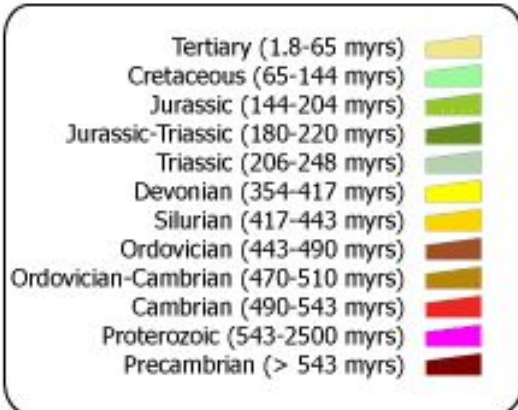 Tertiary (1.8-65 myrs)
Cretaceous (65-144 myrs)
Jurassic (144-204 myrs)
Jurassic-Triassic (180-220 myrs)
Triassic (206-248 myrs)
Devonian (354-417 myrs)
Silurian (417-443 myrs)
Ordovician (443-490 myrs)
Ordovician-Cambrian (470-510 myrs)
Cambrian (490-543 myrs)
Proterozoic (543-2500 myrs)
Precambrian (> 543 myrs)